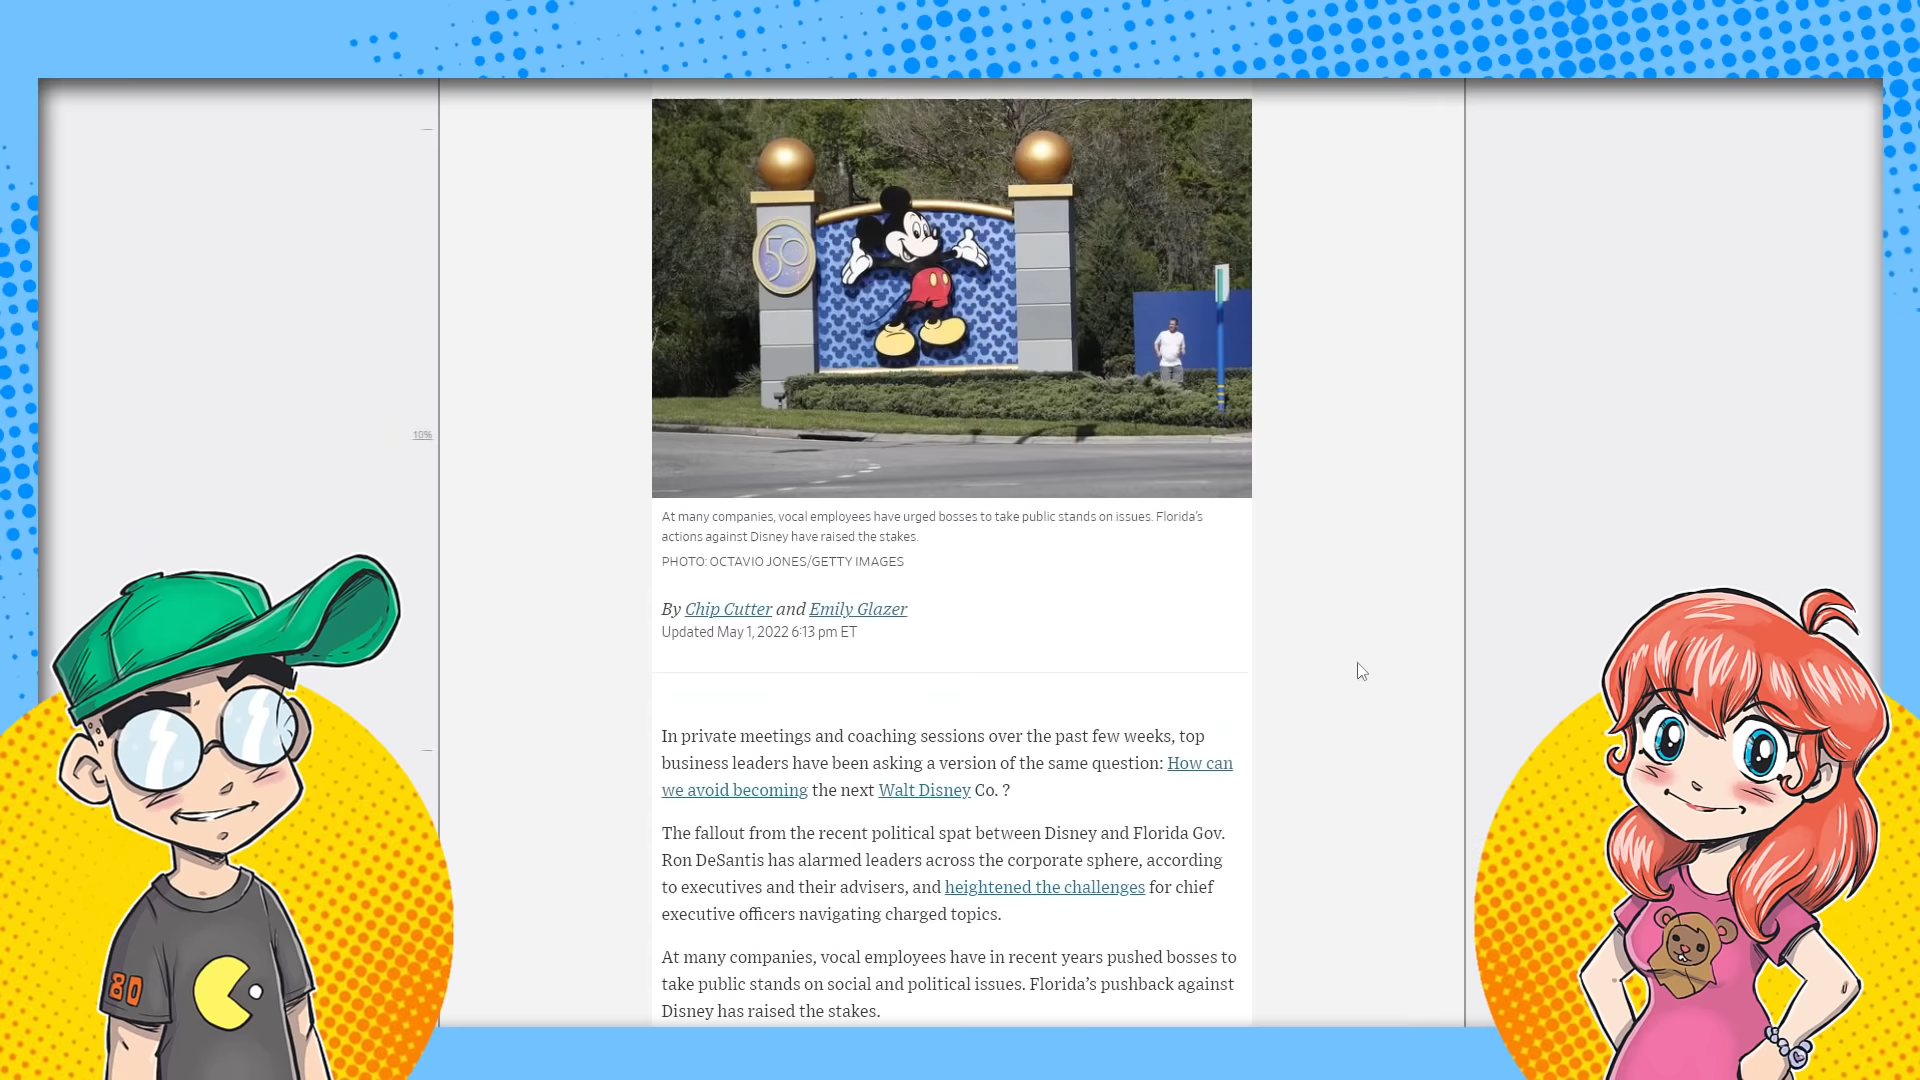 50
10%
At many companies, vocal employees have urged bosses to take public stands on issues. Florida’s
actions against Disney have raised the stakes.
PHOTO: OCTAVIO JONES/GETTY IMAGES
By Chip Cutter and Emily Glazer
Updated May 1, 2022 6:13 pm ET
In private meetings and coaching sessions over the past few weeks, top
business leaders have been asking a version of the same question: How can
we avoid becoming the next Walt Disney Co. ?
The fallout from the recent political spat between Disney and Florida Gov.
Ron DeSantis has alarmed leaders across the corporate sphere, according
to executives and their advisers, and heightened the challenges for chief
executive officers navigating charged topics.
At many companies, vocal employees have in recent years pushed bosses to
take public stands on social and political issues. Florida’s pushback against
Disney has raised the stakes.
80